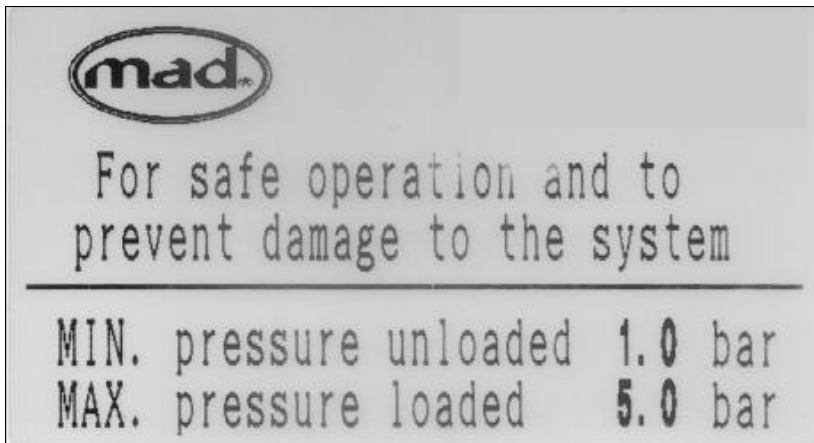 mad.
For safe operation and to
prevent damage to the system
MIN. pressure unloaded 1.0 bar
MAX. pressure loaded 5.0 bar